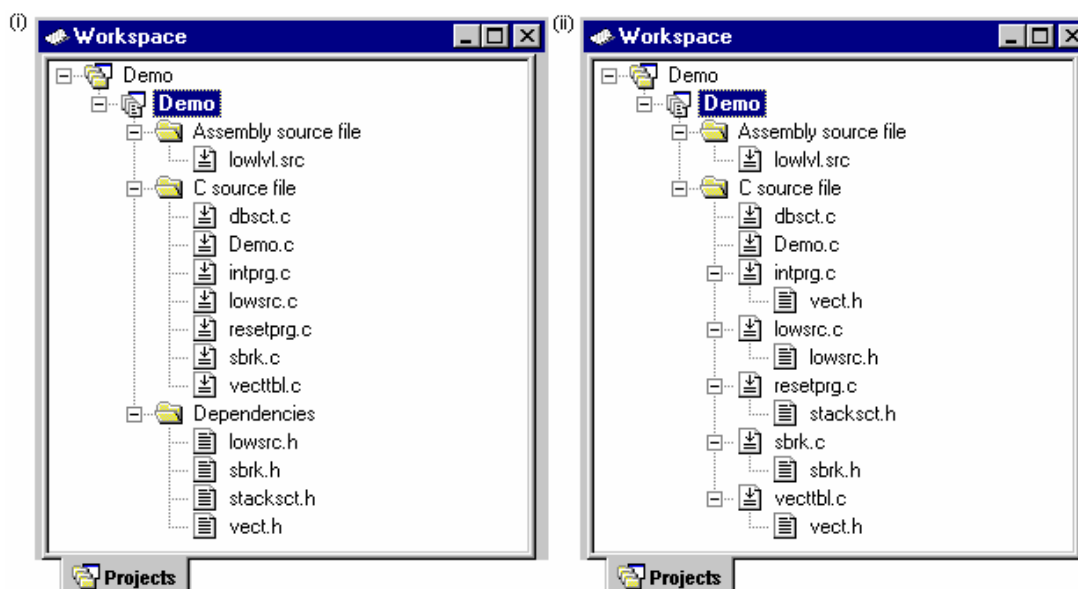 (i)
Workspace
Demo
Demo
Assembly source file
lowlvl.src
C source file
dbsct.c
Demo.c
intprg.c
lowsrc.c
resetprg.c
sbrk.c
vecttbl.c
Dependencies
lowsrc.h
sbrk.h
stacksct.h
vect.h
Projects
(ii)
Workspace
Demo
Demo
Assembly source file
lowlvl.src
C source file
dbsct.c
Demo.c
intprg.c
vect.h
lowsrc.c
lowsrc.h
resetprg.c
stacksct.h
sbrk.c
sbrk.h
vecttbl.c
vect.h
Projects